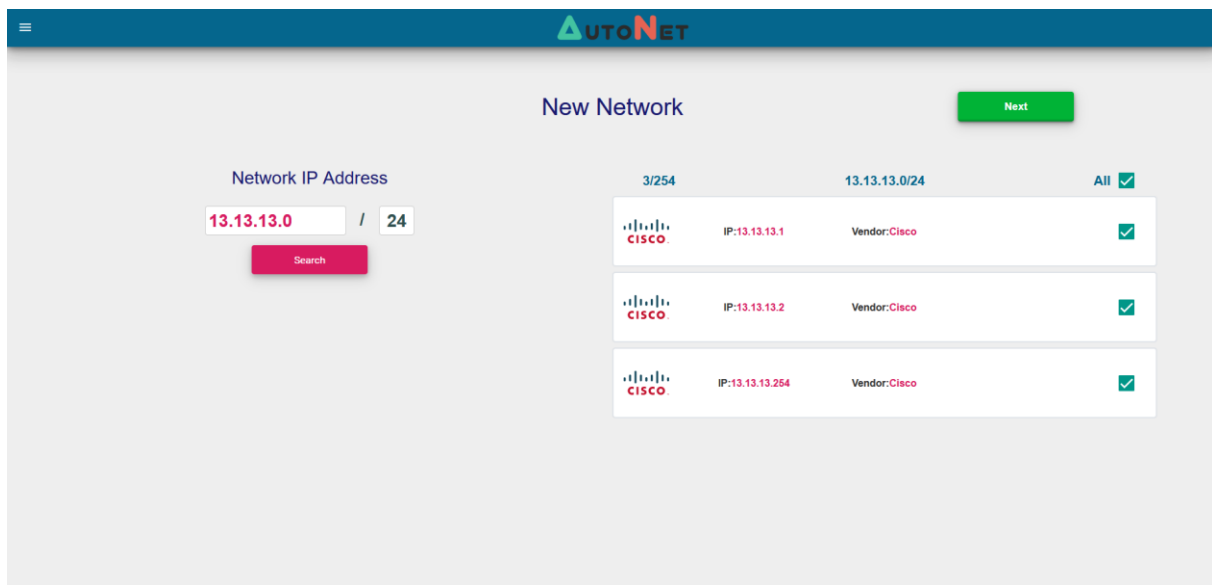 AUTONET
New Network
Next
Network IP Address
13.13.13.0 / 24
Search
3/254 13.13.13.0/24 All
CISCO. IP:13.13.13.1 Vendor:Cisco
CISCO. IP:13.13.13.2 Vendor:Cisco
CISCO. IP:13.13.13.254 Vendor:Cisco